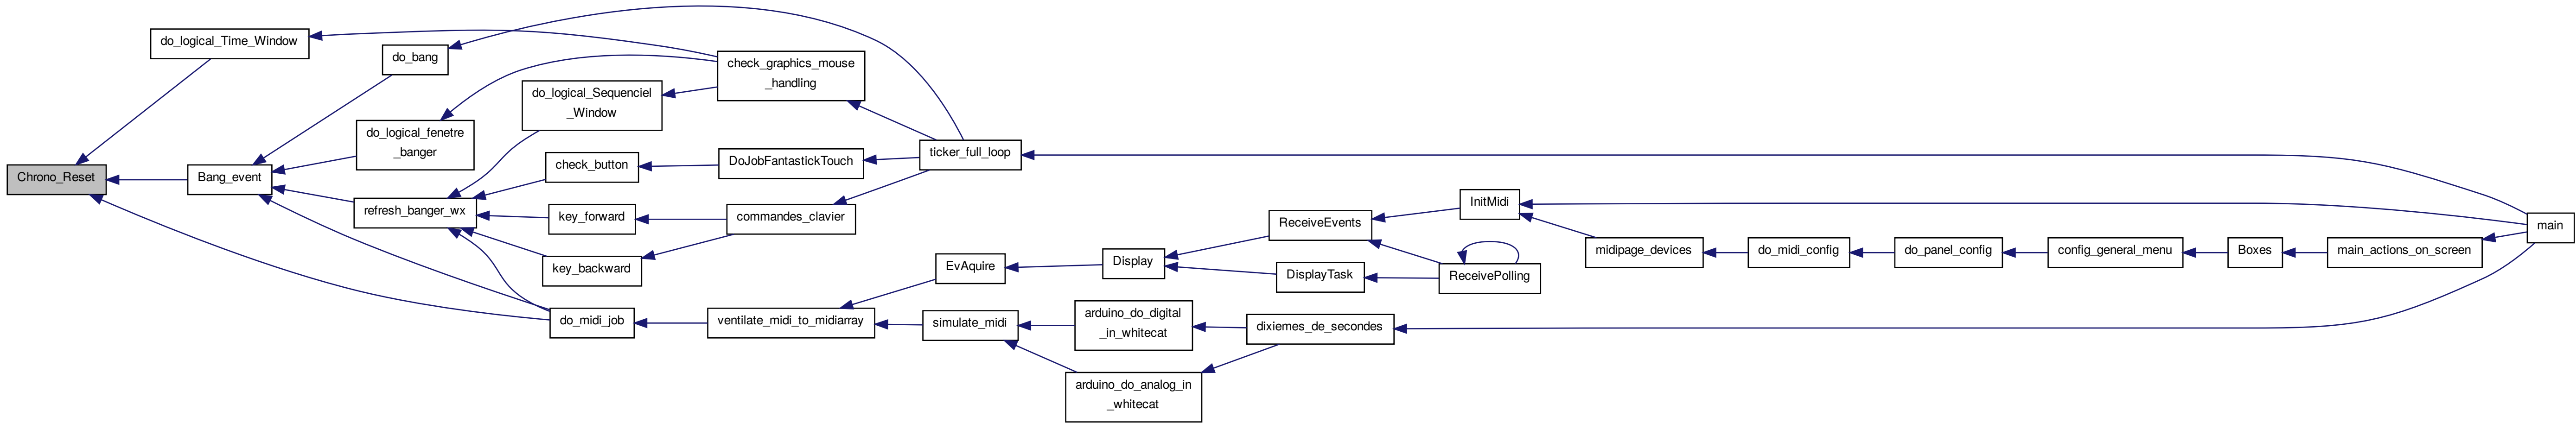 Chrono_Reset
do_logical_Time_Window
Bang_event
do_bang
do_logical_fenetre
_banger
refresh_banger_wx
do_logical_Sequenciel
_Window
check_button
key_forward
key_backward
do_midi_job
check_graphics_mouse
_handling
DoJobFantastickTouch
commandes_clavier
ventilate_midi_to_midiarray
ticker_full_loop
EvAquire
simulate_midi
Display
arduino_do_digital
_in_whitecat
arduino_do_analog_in
_whitecat
ReceiveEvents
DisplayTask
dixiemes_de_secondes
InitMidi
ReceivePolling
midipage_devices
do_midi_config
do_panel_config
config_general_menu
Boxes
main_actions_on_screen
main